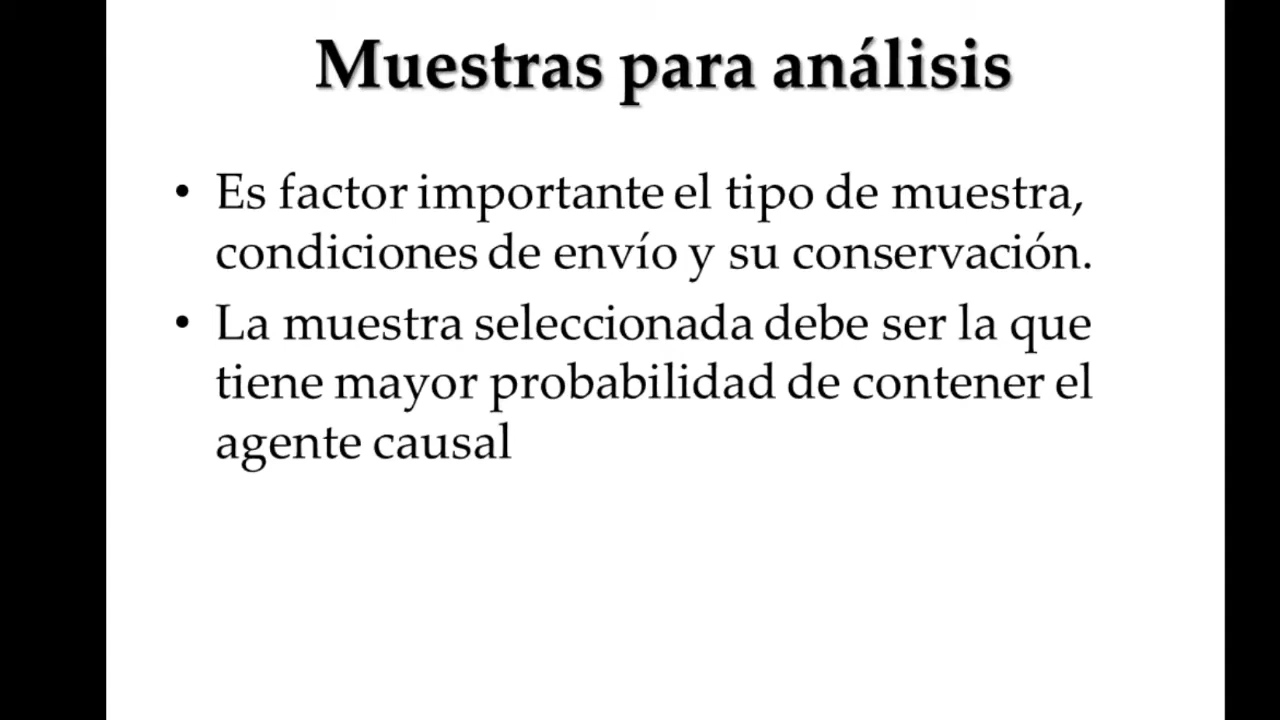 Muestras para análisis
• Es factor importante el tipo de muestra,
condiciones de envío y su conservación.
• La muestra seleccionada debe ser la que
tiene mayor probabilidad de contener el
agente causal